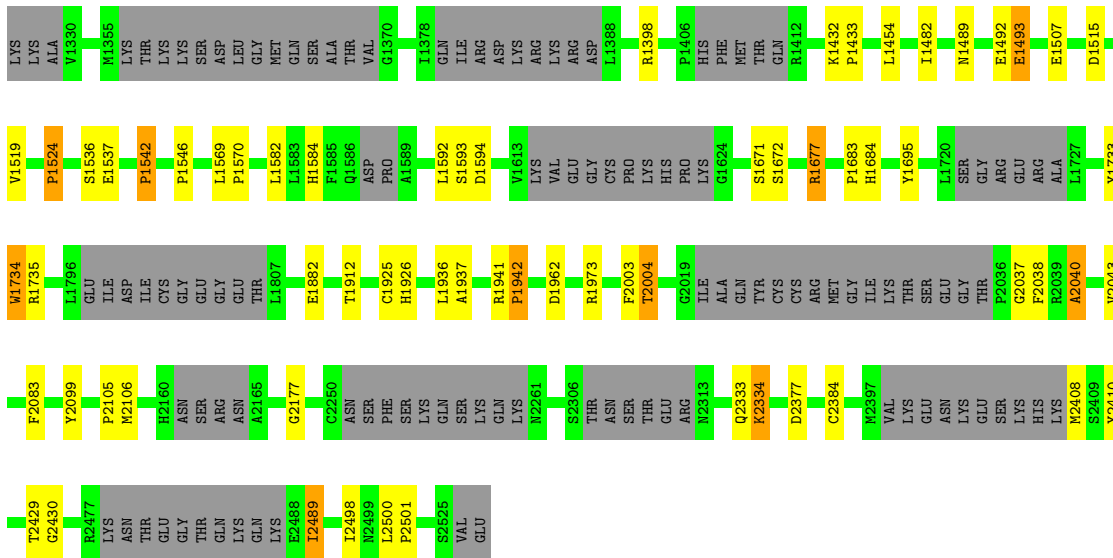 LYS LYS ALA V1330 M1355 LYS THR LYS LYS SER ASP LEU GLY MET GLN SER ALA THR VAL G1370 I1378 GLN ILE ARG ASP LYS ARG LYS ARG ASP L1388 R1398 P1406 HIS PHE MET THR GLN R1412 K1432 P1433 L1454 I1482 N1489 E1492 E1493 E1507 D1515
V1519 P1524 S1536 E1537 P1542 P1546 L1569 P1570 L1582 L1583 H1584 F1585 Q1586 ASP PRO A1589 L1592 S1593 D1594 V1613 LYS VAL GLU GLY CYS PRO LYS HIS PRO LYS G1624 S1671 S1672 R1677 P1683 H1684 Y1695 L1720 SER GLY ARG GLU ARG ALA L1727
W1734 R1735 L1796 GLU ILE ASP ILE CYS GLY GLU GLY GLU THR L1807 E1882 T1912 C1925 H1926 L1936 A1937 R1941 P1942 D1962 R1973 F2003 T2004 G2019 ILE ALA GLN TYR CYS CYS ARG MET GLY ILE LYS THR SER GLU GLY THR P2036 G2037 F2038 R2039 A2040
F2083 Y2099 P2105 M2106 H2160 ASN SER ARG ASN A2165 G2177 C2250 ASN SER PHE SER LYS GLN SER LYS GLN LYS N2261 S2306 THR ASN SER THR GLU ARG N2313 Q2333 K2334 D2377 C2384 M2397 VAL LYS GLU ASN LYS GLU SER LYS HIS LYS M2408 S2409
T2429 G2430 R2477 LYS ASN THR GLU GLY THR GLN LYS GLN LYS E2488 I2489 I2498 N2499 L2500 P2501 S2525 VAL GLU